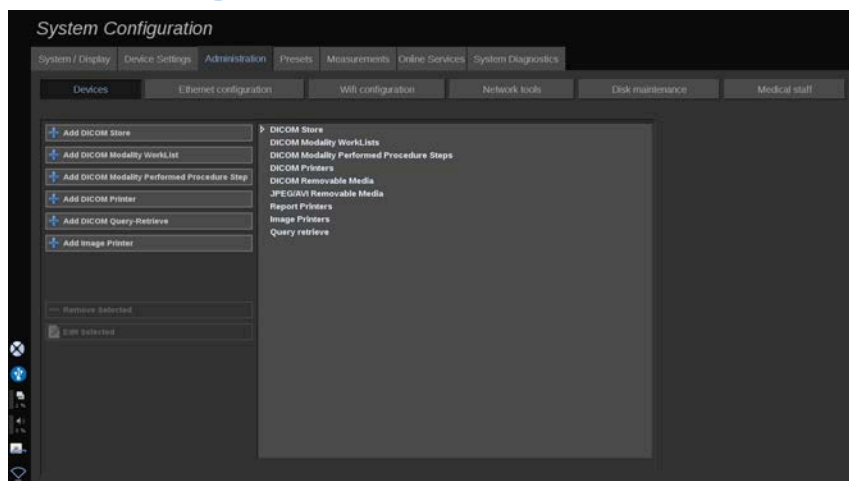 System Configuration
System / Display Device Settings Administration Presets Measurements Online Services System Diagnostics
Devices Ethernet configuration Wifi configuration Network tools Disk maintenance Medical staff
Add DICOM Store
Add DICOM Modality WorkList
Add DICOM Modality Performed Procedure Step
Add DICOM Printer
Add DICOM Query-Retrieve
Add Image Printer
Remove Selected
Edit Selected
DICOM Store
DICOM Modality WorkLists
DICOM Modality Performed Procedure Steps
DICOM Printers
DICOM Removable Media
JPEG/AVI Removable Media
Report Printers
Image Printers
Query retrieve